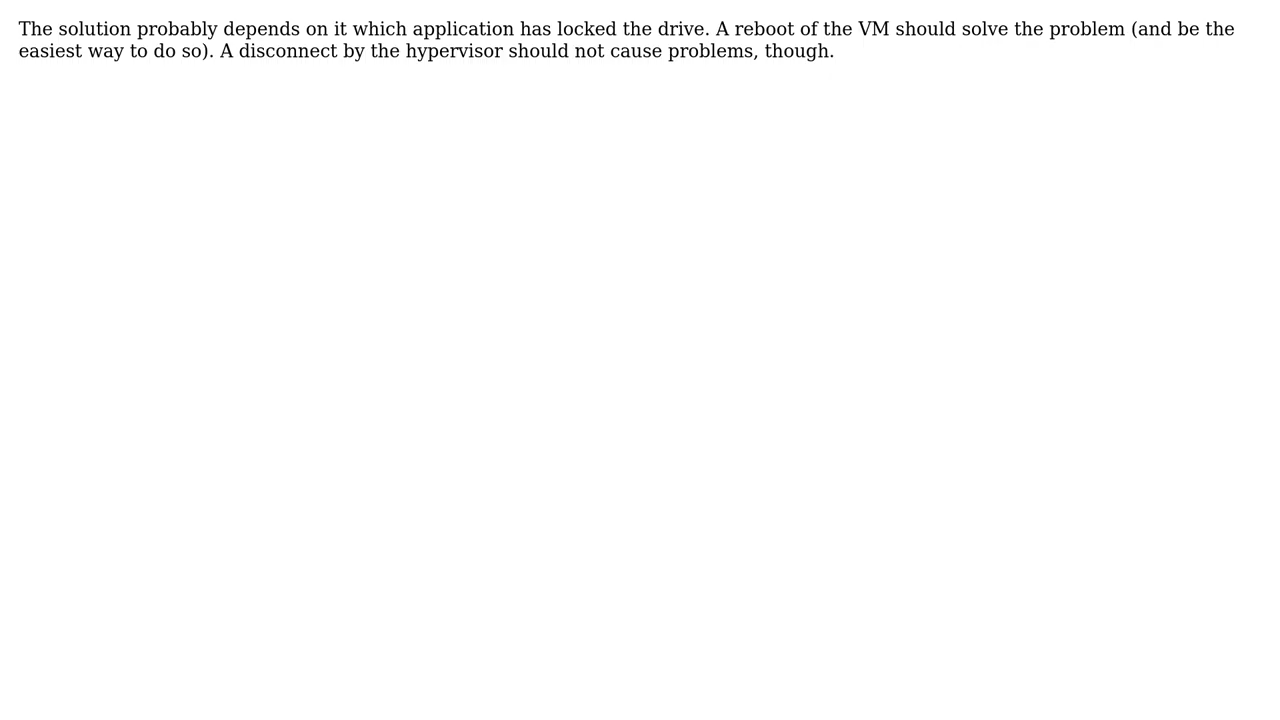 The solution probably depends on it which application has locked the drive. A reboot of the VM should solve the problem (and be the
easiest way to do so). A disconnect by the hypervisor should not cause problems, though.